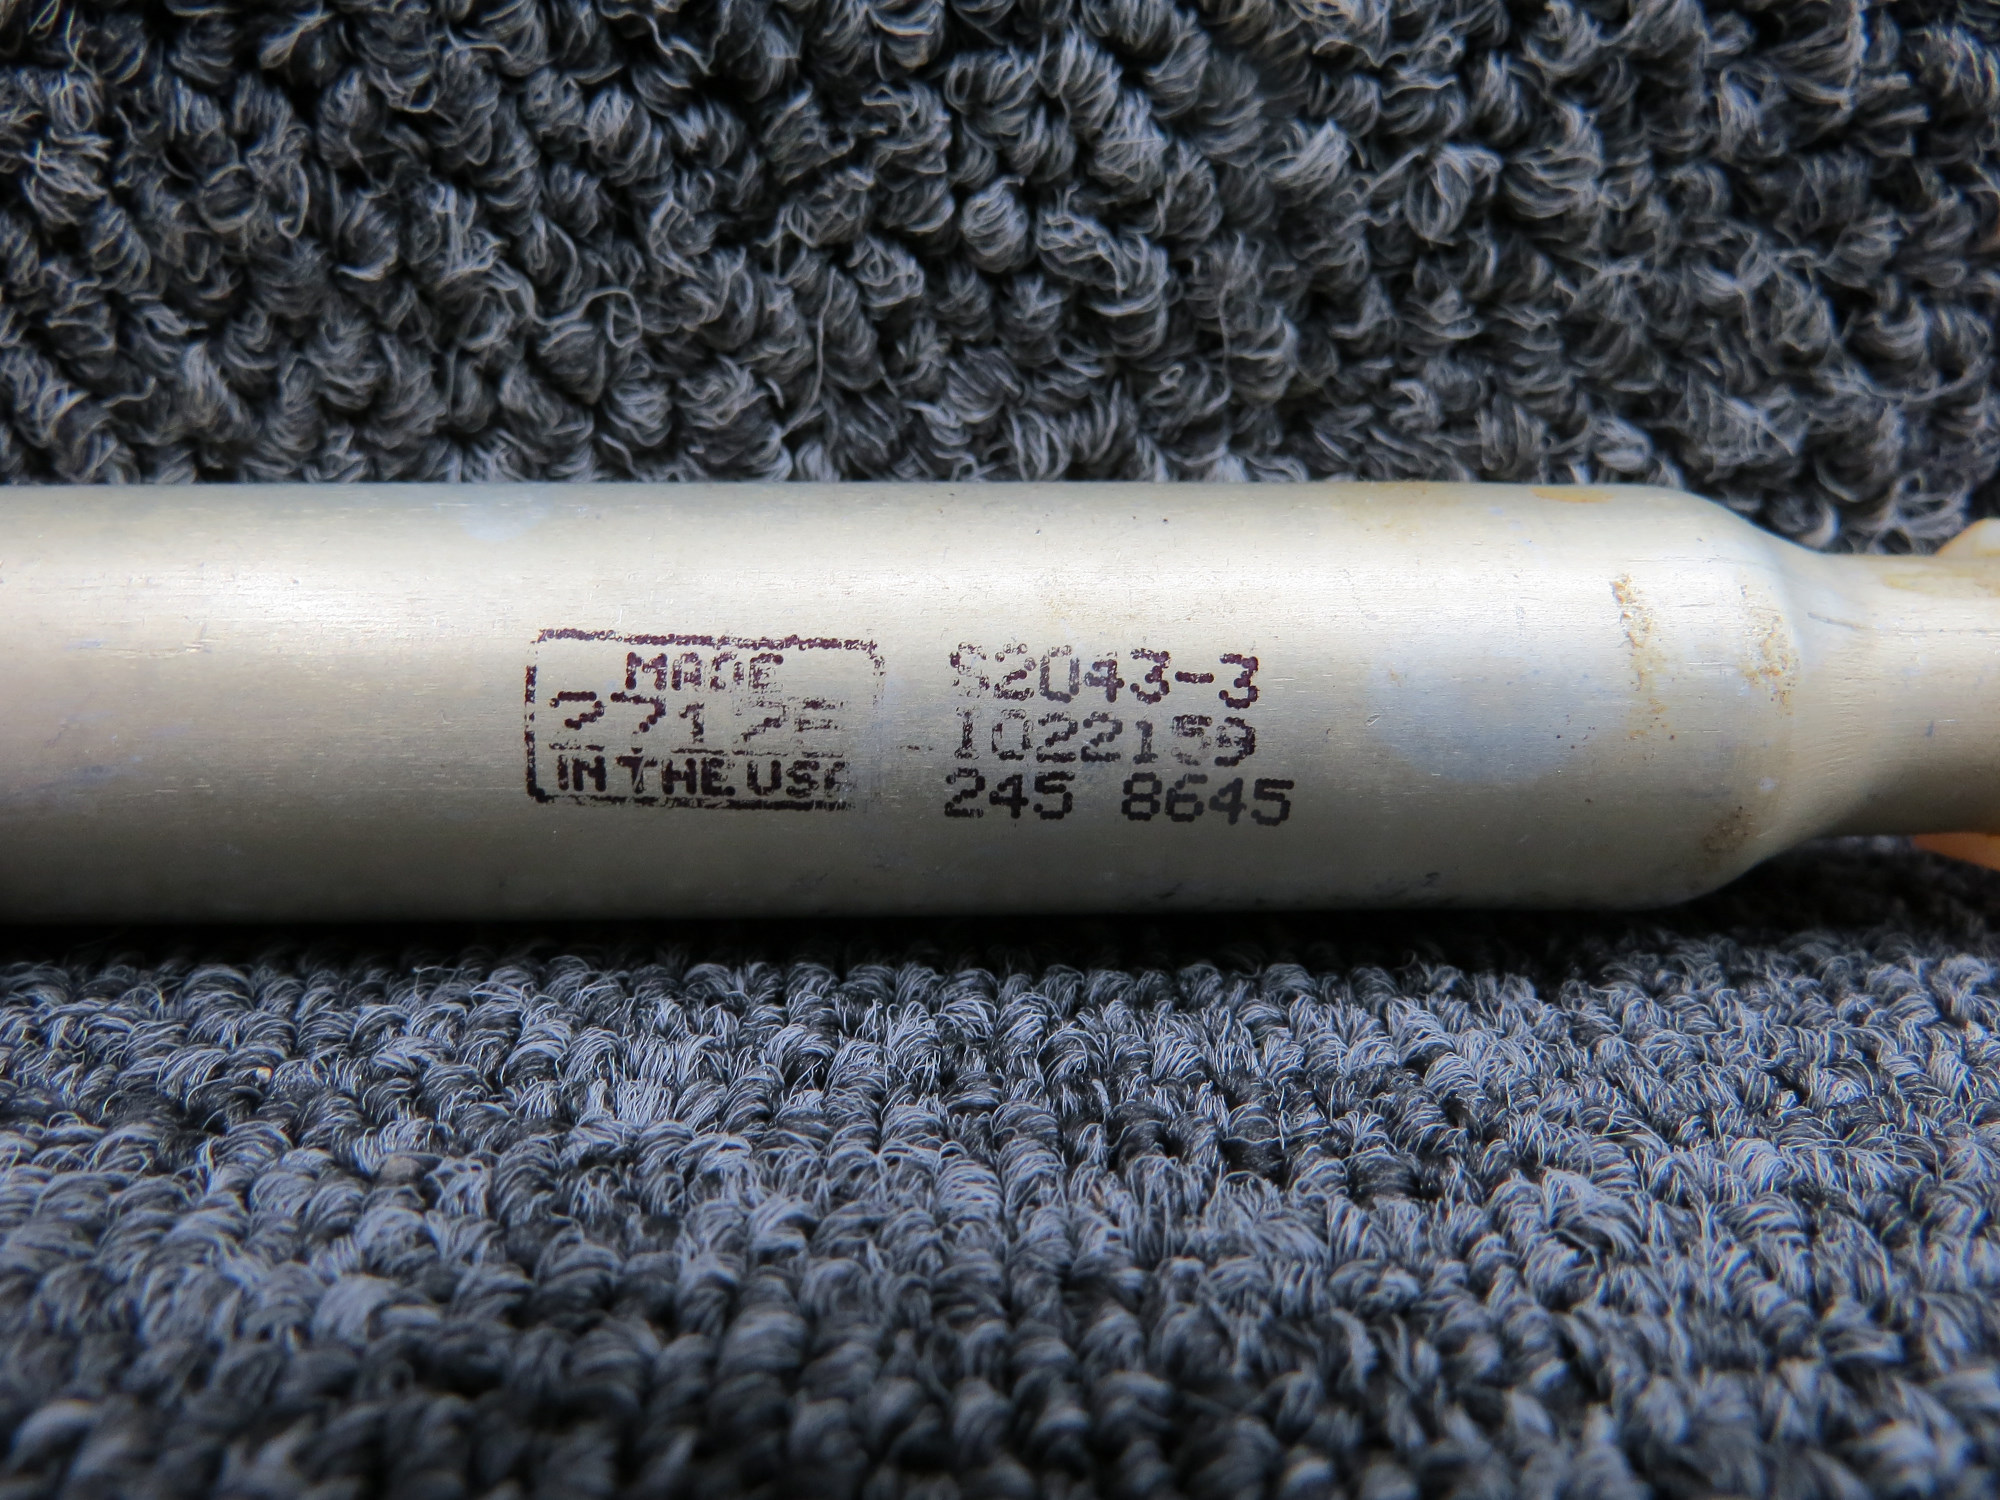 MADE
IN THE USA
S2043-3
1022159
245 8645